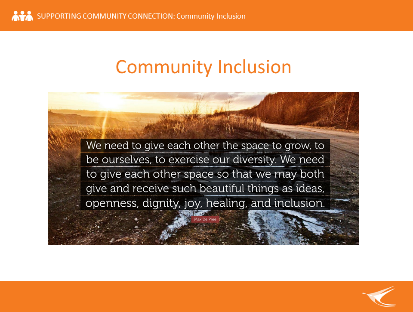 SUPPORTING COMMUNITY CONNECTION: Community Inclusion
Community Inclusion
We need to give each other the space to grow, to
be ourselves, to exercise our diversity. We need
to give each other space so that we may both
give and receive such beautiful things as ideas,
openness, dignity, joy, healing, and inclusion.